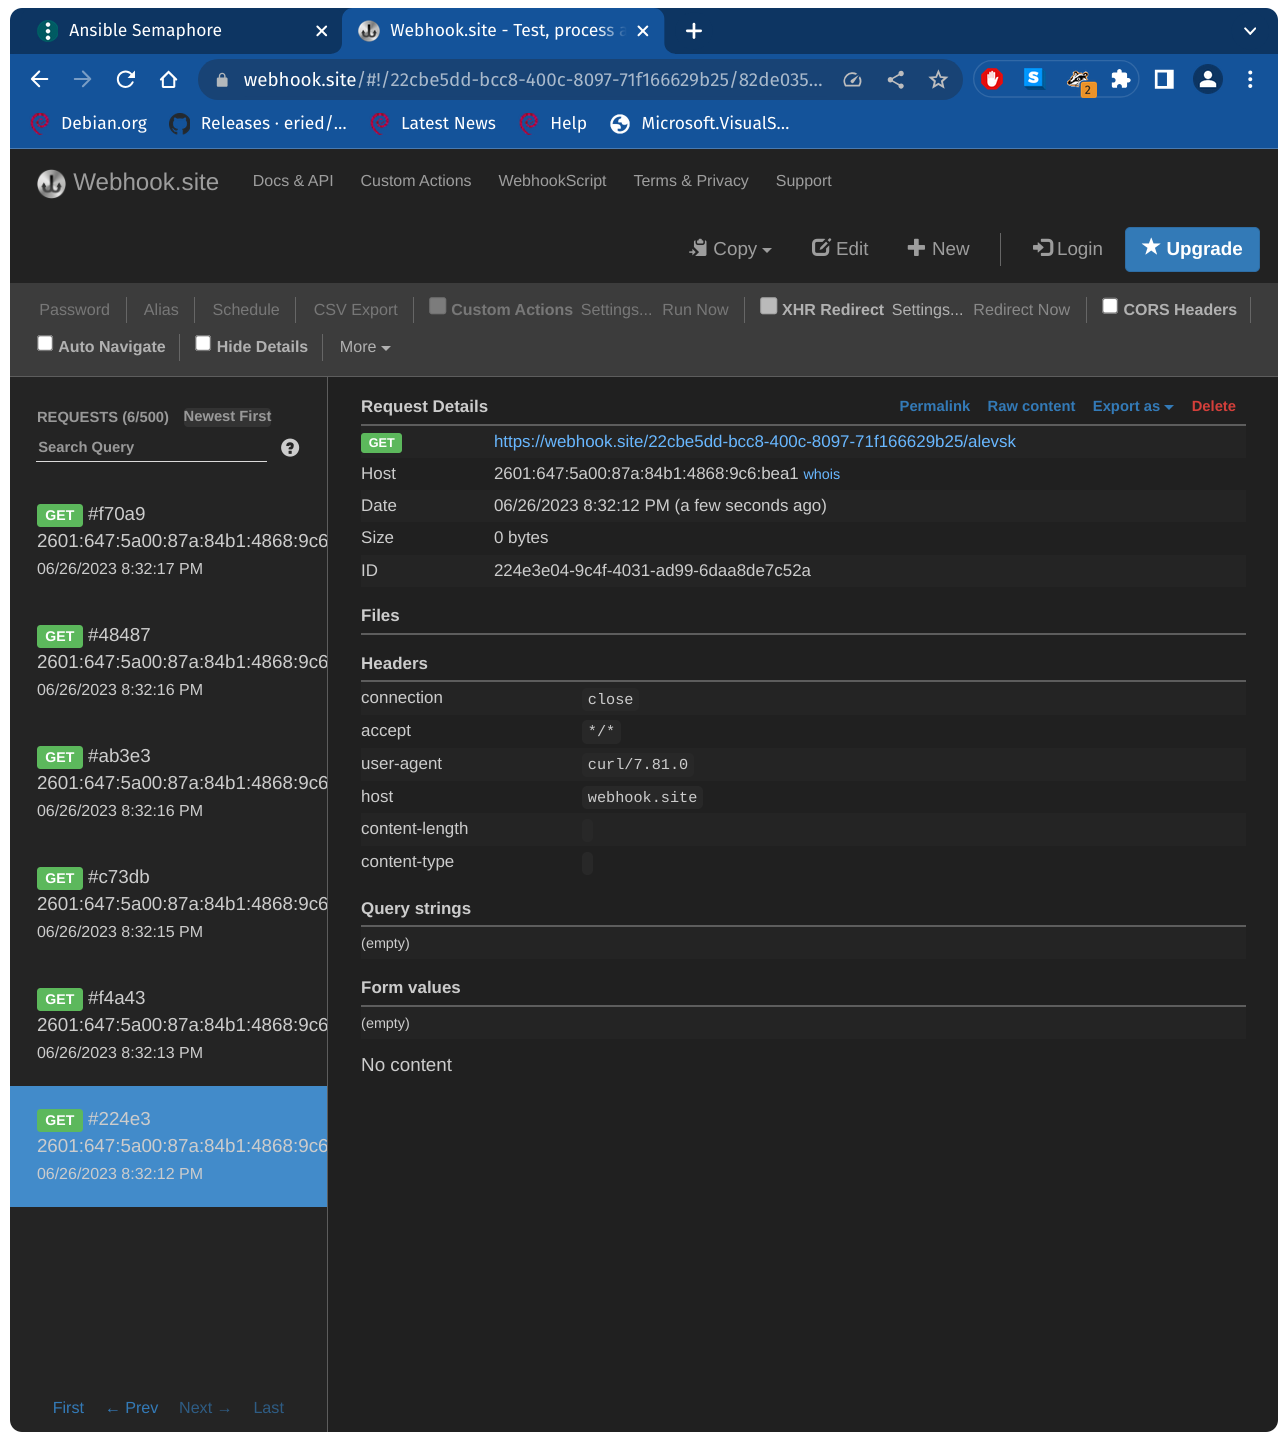 Ansible Semaphore
Webhook.site - Test, process a
webhook.site/#!/22cbe5dd-bcc8-400c-8097-71f166629b25/82de035...
2
Debian.org Releases · eried/... Latest News Help Microsoft.VisualS...
Webhook.site Docs & API Custom Actions WebhookScript Terms & Privacy Support
Copy Edit New Login Upgrade
Password Alias Schedule CSV Export Custom Actions Settings... Run Now XHR Redirect Settings... Redirect Now CORS Headers
Auto Navigate Hide Details More
REQUESTS (6/500) Newest First
Search Query
GET #f70a9
2601:647:5a00:87a:84b1:4868:9c6
06/26/2023 8:32:17 PM
GET #48487
2601:647:5a00:87a:84b1:4868:9c6
06/26/2023 8:32:16 PM
GET #ab3e3
2601:647:5a00:87a:84b1:4868:9c6
06/26/2023 8:32:16 PM
GET #c73db
2601:647:5a00:87a:84b1:4868:9c6
06/26/2023 8:32:15 PM
GET #f4a43
2601:647:5a00:87a:84b1:4868:9c6
06/26/2023 8:32:13 PM
GET #224e3
2601:647:5a00:87a:84b1:4868:9c6
06/26/2023 8:32:12 PM
First ← Prev Next → Last
Request Details Permalink Raw content Export as Delete
GET https://webhook.site/22cbe5dd-bcc8-400c-8097-71f166629b25/alevsk
Host 2601:647:5a00:87a:84b1:4868:9c6:bea1 whois
Date 06/26/2023 8:32:12 PM (a few seconds ago)
Size 0 bytes
ID 224e3e04-9c4f-4031-ad99-6daa8de7c52a
Files
Headers
connection close
accept */*
user-agent curl/7.81.0
host webhook.site
content-length
content-type
Query strings
(empty)
Form values
(empty)
No content